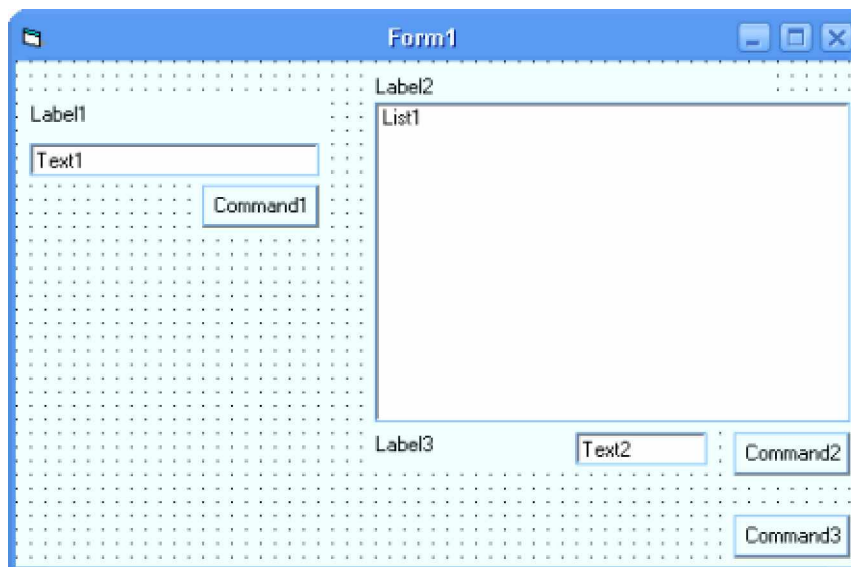 Form1
Label1
Text1
Command1
Label2
List1
Label3
Text2
Command2
Command3